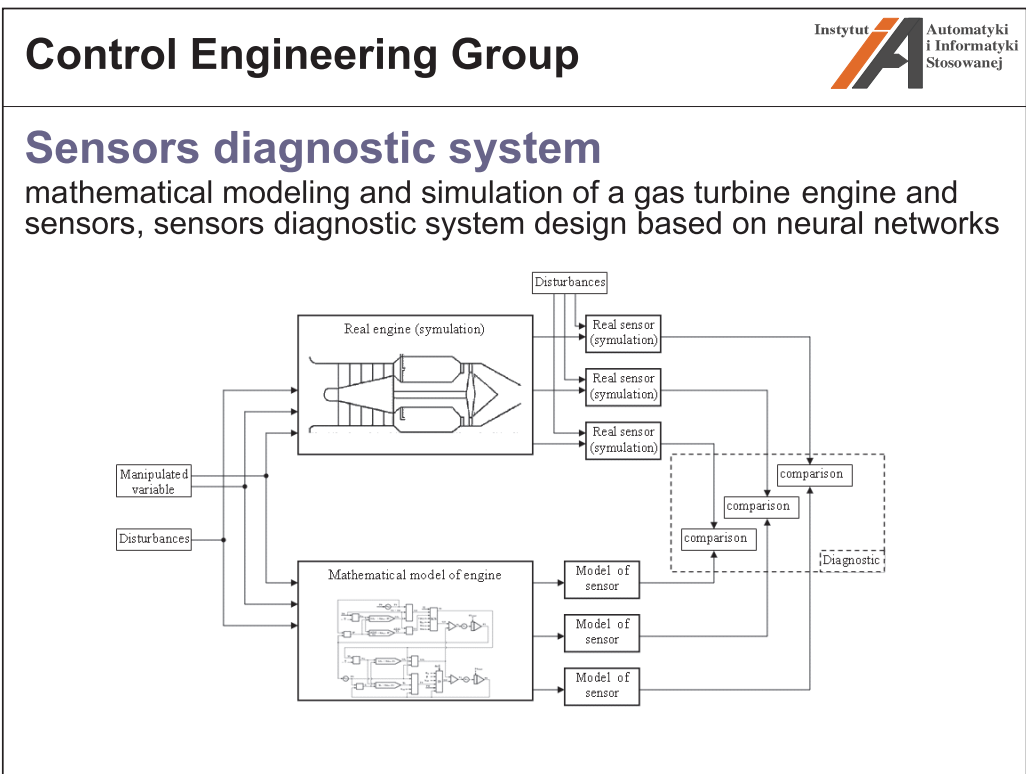 Control Engineering Group
Instytut
Automatyki
i Informatyki
Stosowanej
Sensors diagnostic system
mathematical modeling and simulation of a gas turbine engine and
sensors, sensors diagnostic system design based on neural networks
Disturbances
Real engine (symulation)
Real sensor
(symulation)
Real sensor
(symulation)
Real sensor
(symulation)
Manipulated
variable
Disturbances
comparison
comparison
comparison
Diagnostic
Mathematical model of engine
Model of
sensor
Model of
sensor
Model of
sensor